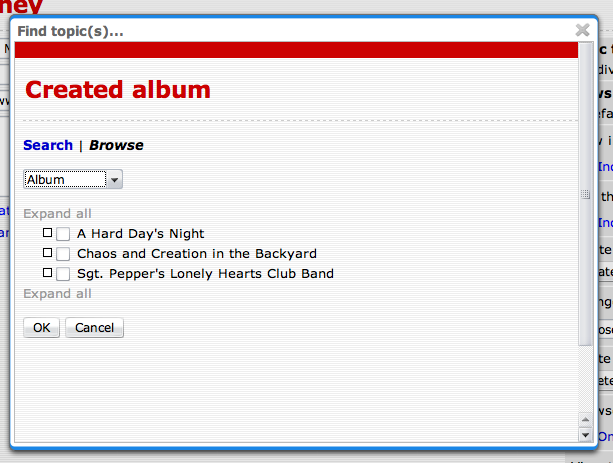 ney
Find topic(s)...
Created album
Search | Browse
Album
Expand all
A Hard Day's Night
Chaos and Creation in the Backyard
Sgt. Pepper's Lonely Hearts Club Band
Expand all
OK Cancel